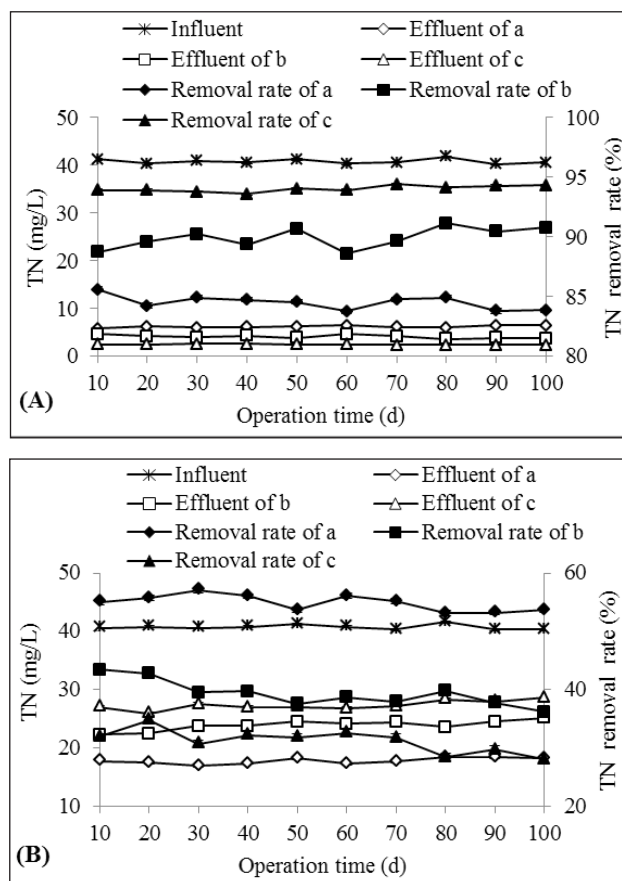 Influent Effluent of a
Effluent of b Effluent of c
Removal rate of a Removal rate of b
Removal rate of c
50 100
40 95
30 90
20
10 85
0 80
TN (mg/L)
TN removal rate (%)
10 20 30 40 50 60 70 80 90 100
Operation time (d)
(A)
Influent Effluent of a
Effluent of b Effluent of c
Removal rate of a Removal rate of b
Removal rate of c
50 60
40
30 40
20
10 20
TN (mg/L)
TN removal rate (%)
10 20 30 40 50 60 70 80 90 100
Operation time (d)
(B)